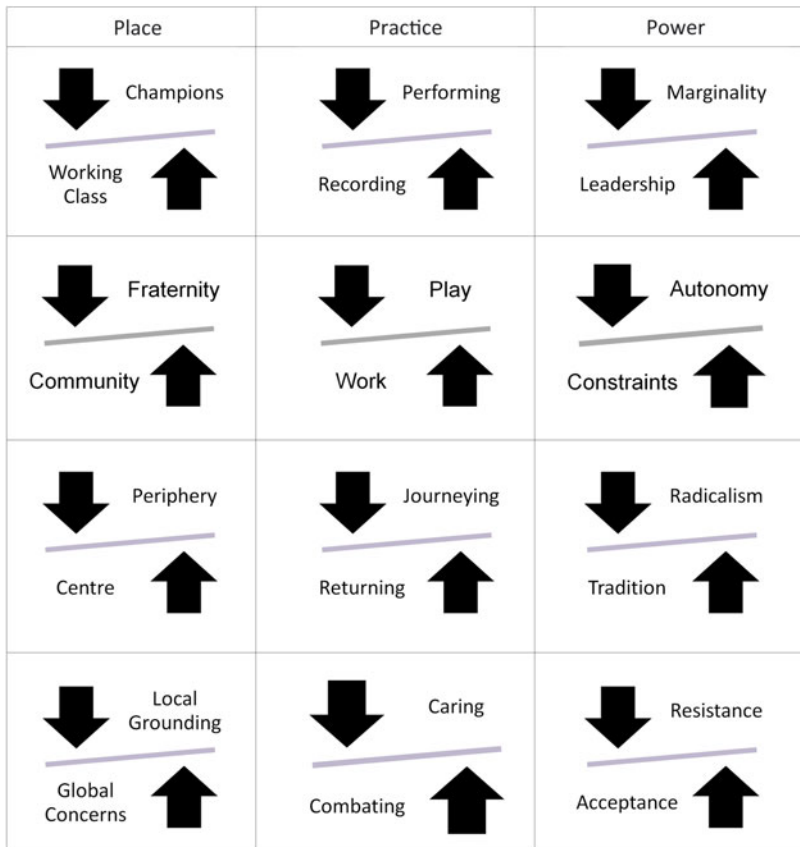 Place
Practice
Power
Champions
Working
Class
Performing
Recording
Marginality
Leadership
Fraternity
Community
Play
Work
Autonomy
Constraints
Periphery
Centre
Journeying
Returning
Radicalism
Tradition
Local
Grounding
Global
Concerns
Caring
Combating
Resistance
Acceptance